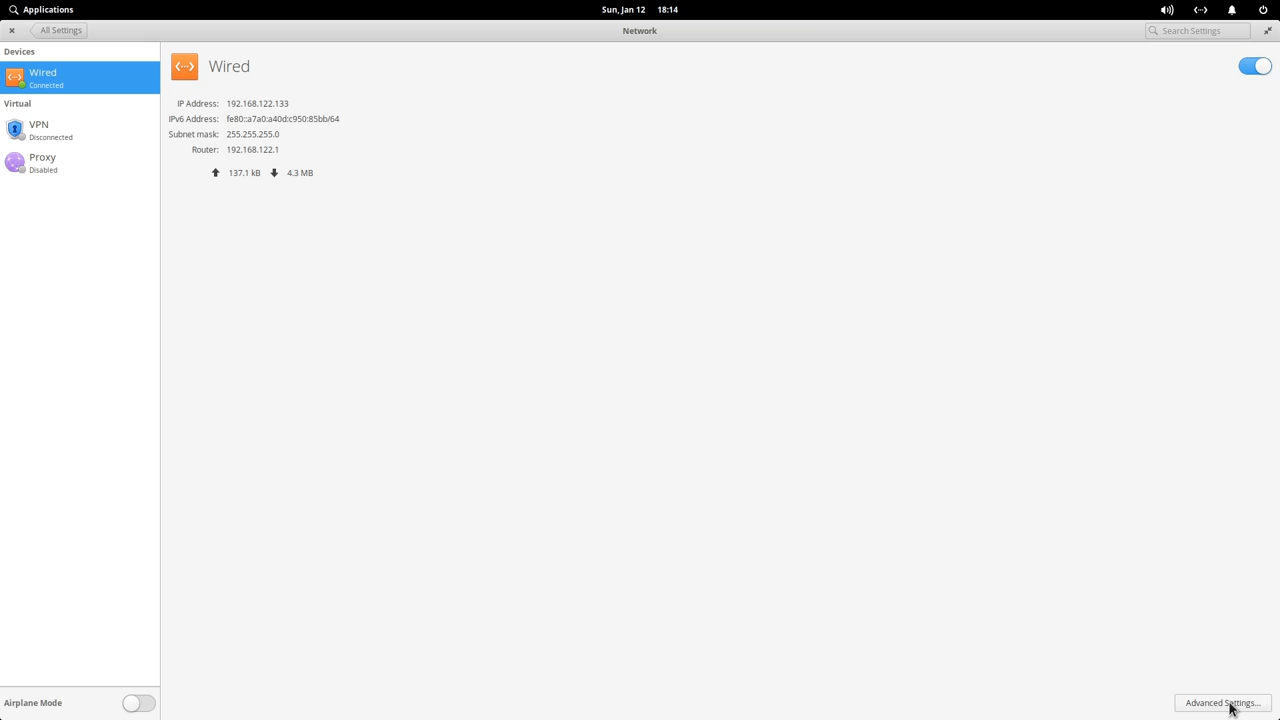 Applications
Sun, Jan 12 18:14
All Settings
Network
Search Settings
Devices
Wired
Connected
Virtual
VPN
Disconnected
Proxy
Disabled
Airplane Mode
Wired
IP Address: 192.168.122.133
IPv6 Address: fe80::a7a0:a40d:c950:85bb/64
Subnet mask: 255.255.255.0
Router: 192.168.122.1
137.1 kB 4.3 MB
Advanced Settings...